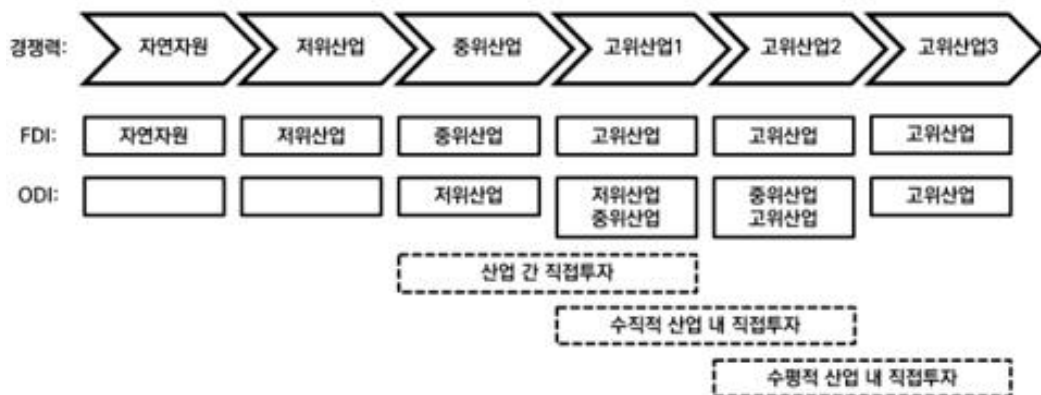 경쟁력: 자연자원 저위산업 중위산업 고위산업1 고위산업2 고위산업3
FDI: 자연자원 저위산업 중위산업 고위산업 고위산업 고위산업
ODI: 저위산업 저위산업 중위산업 고위산업
중위산업 고위산업
산업 간 직접투자
수직적 산업 내 직접투자
수평적 산업 내 직접투자